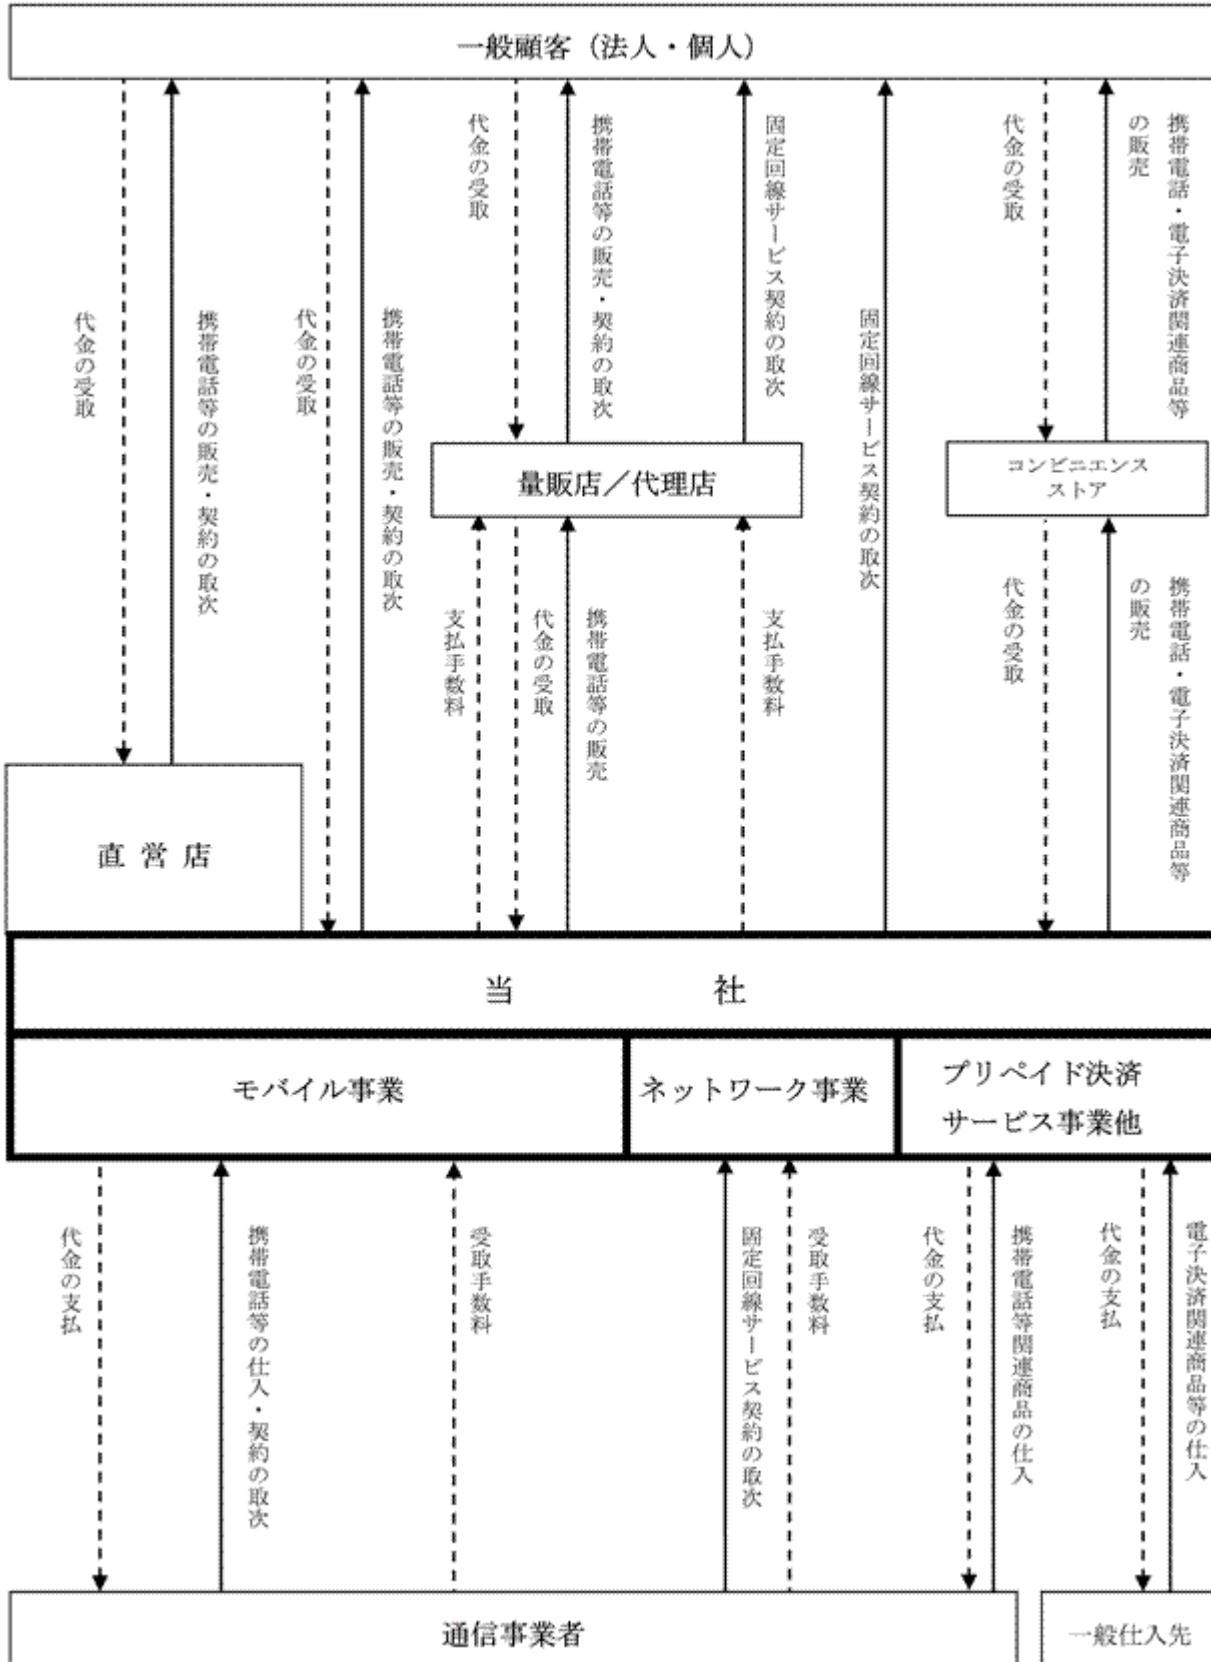 一般顧客（法人・個人）
代金の受取
携帯電話等の販売・契約の取次
代金の受取
携帯電話等の販売・契約の取次
代金の受取
携帯電話等の販売・契約の取次
固定回線サービス契約の取次
固定回線サービス契約の取次
代金の受取
携帯電話・電子決済関連商品等
の販売
量販店／代理店
コンビニエンス
ストア
支払手数料
代金の受取
携帯電話等の販売
支払手数料
代金の受取
携帯電話・電子決済関連商品等
の販売
直営店
当社
モバイル事業
ネットワーク事業
プリペイド決済
サービス事業他
代金の支払
携帯電話等の仕入・契約の取次
受取手数料
固定回線サービス契約の取次
受取手数料
代金の支払
携帯電話等関連商品の仕入
代金の支払
電子決済関連商品等の仕入
通信事業者
一般仕入先